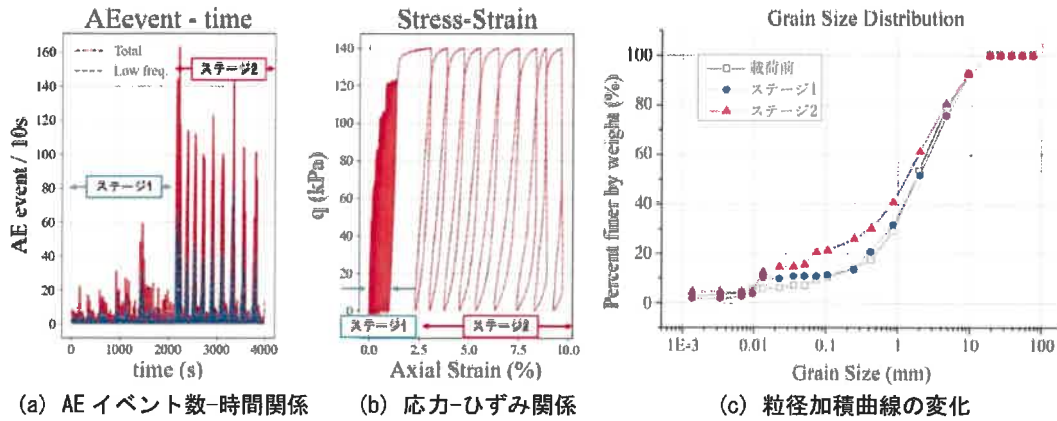 AEevent - time
AE event / 10s
160
140
120
100
80
60
40
20
0
Total
Low freq.
ステージ1
ステージ2
0
1000
2000
3000
4000
time (s)
(a) AE イベント数-時間関係
Stress-Strain
q (kPa)
140
120
100
80
60
40
20
0
ステージ1
ステージ2
0.0
2.5
5.0
7.5
10.0
Axial Strain (%)
(b) 応力-ひずみ関係
Grain Size Distribution
Percent finer by weight (%)
100
80
60
40
20
0
載荷前
ステージ1
ステージ2
1E-3
0.01
0.1
1
10
100
Grain Size (mm)
(c) 粒径加積曲線の変化